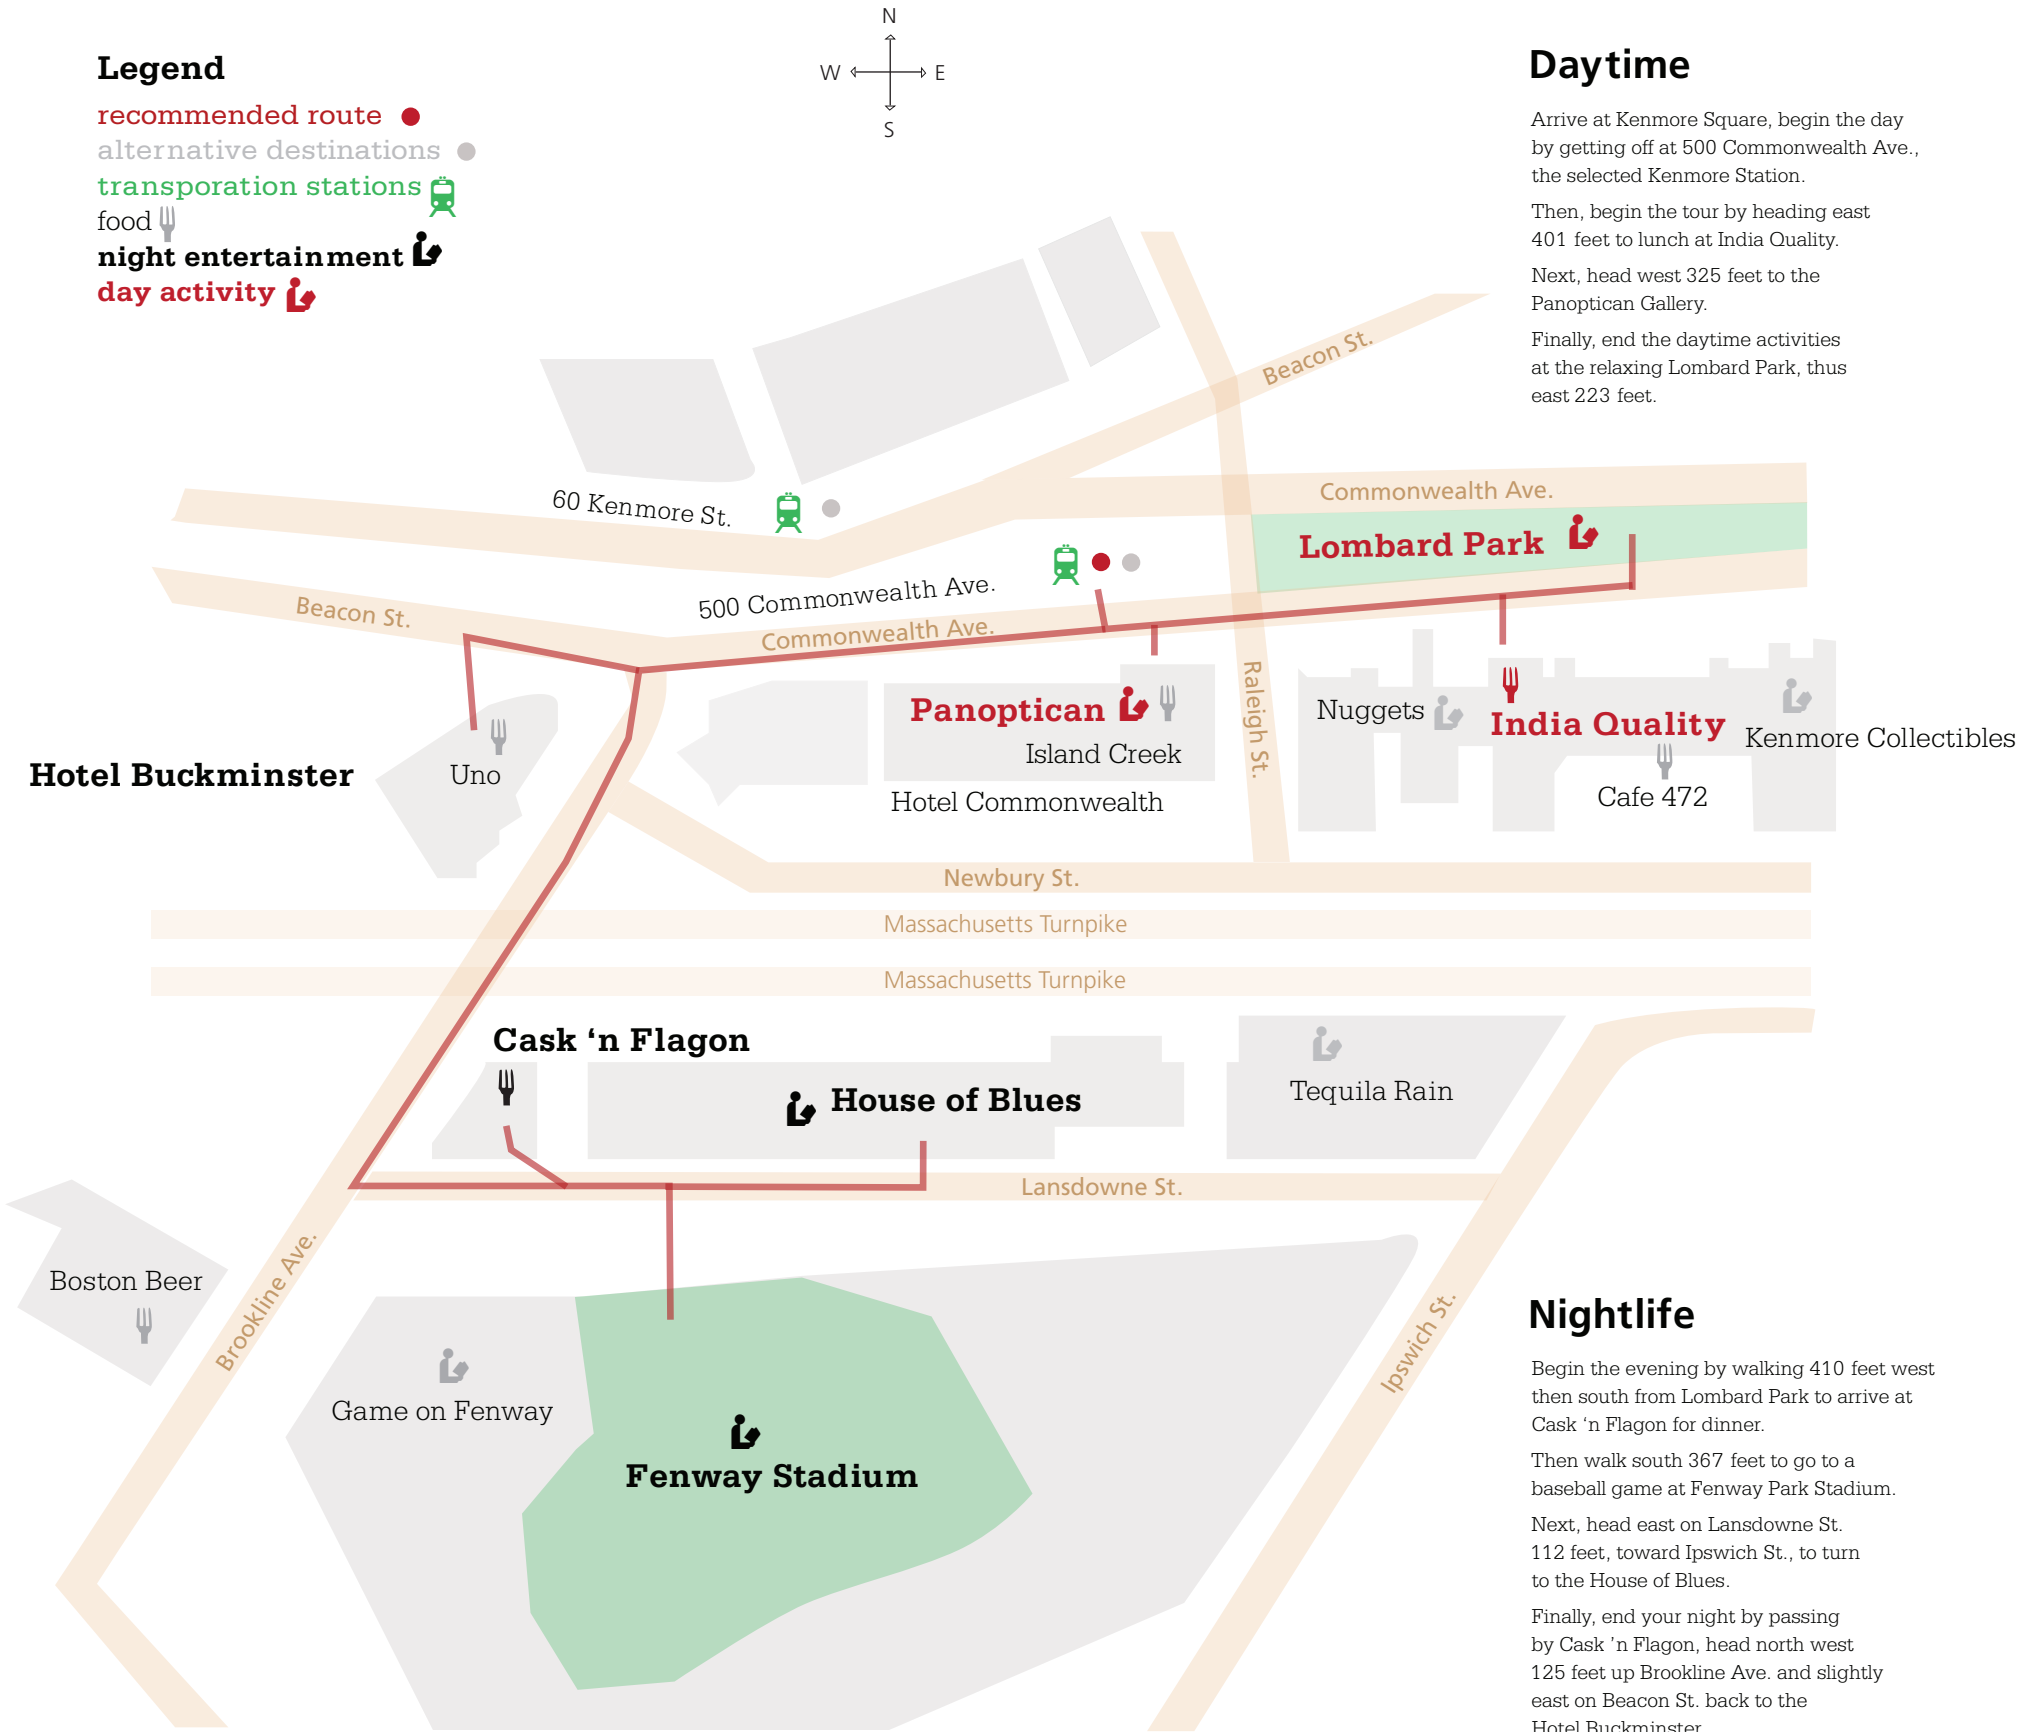 N
W E
S
Legend
recommended route
alternative destinations
transporation stations
food
night entertainment
day activity
Daytime
Arrive at Kenmore Square, begin the day
by getting off at 500 Commonwealth Ave.,
the selected Kenmore Station.
Then, begin the tour by heading east
401 feet to lunch at India Quality.
Next, head west 325 feet to the
Panoptican Gallery.
Finally, end the daytime activities
at the relaxing Lombard Park, thus
east 223 feet.
Beacon St.
60 Kenmore St.
Commonwealth Ave.
Lombard Park
500 Commonwealth Ave.
Beacon St.
Commonwealth Ave.
Raleigh St.
Panoptican
Island Creek
Hotel Commonwealth
Nuggets
India Quality
Kenmore Collectibles
Cafe 472
Hotel Buckminster
Uno
Newbury St.
Massachusetts Turnpike
Massachusetts Turnpike
Cask ‘n Flagon
House of Blues
Tequila Rain
Lansdowne St.
Boston Beer
Brookline Ave.
Game on Fenway
Fenway Stadium
Ipswich St.
Nightlife
Begin the evening by walking 410 feet west
then south from Lombard Park to arrive at
Cask ‘n Flagon for dinner.
Then walk south 367 feet to go to a
baseball game at Fenway Park Stadium.
Next, head east on Lansdowne St.
112 feet, toward Ipswich St., to turn
to the House of Blues.
Finally, end your night by passing
by Cask ’n Flagon, head north west
125 feet up Brookline Ave. and slightly
east on Beacon St. back to the
Hotel Buckminster